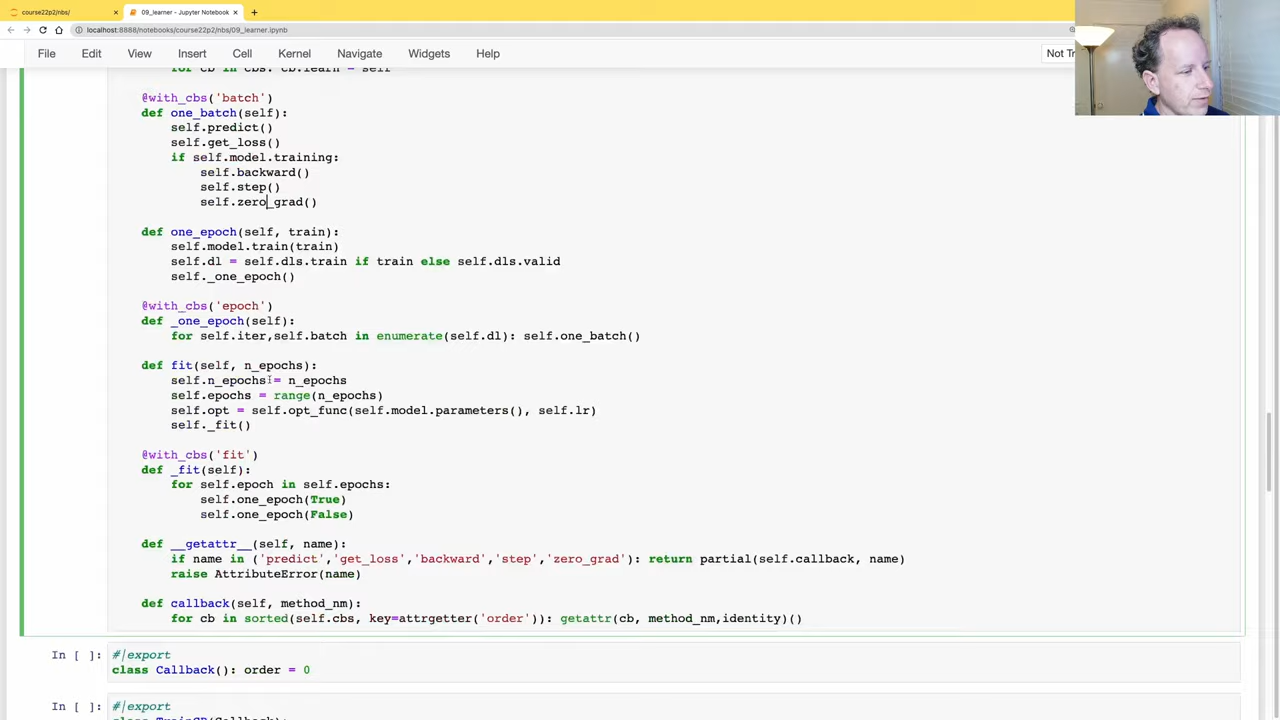 course22p2/nbs/
09_learner - Jupyter Notebook
localhost:8888/notebooks/course22p2/nbs/09_learner.ipynb
File Edit View Insert Cell Kernel Navigate Widgets Help
Not
for cb in cbs: cb.learn = self
@with_cbs('batch')
def one_batch(self):
self.predict()
self.get_loss()
if self.model.training:
self.backward()
self.step()
self.zero_grad()
def one_epoch(self, train):
self.model.train(train)
self.dl = self.dls.train if train else self.dls.valid
self._one_epoch()
@with_cbs('epoch')
def _one_epoch(self):
for self.iter,self.batch in enumerate(self.dl): self.one_batch()
def fit(self, n_epochs):
self.n_epochs = n_epochs
self.epochs = range(n_epochs)
self.opt = self.opt_func(self.model.parameters(), self.lr)
self._fit()
@with_cbs('fit')
def _fit(self):
for self.epoch in self.epochs:
self.one_epoch(True)
self.one_epoch(False)
def __getattr__(self, name):
if name in ('predict','get_loss','backward','step','zero_grad'): return partial(self.callback, name)
raise AttributeError(name)
def callback(self, method_nm):
for cb in sorted(self.cbs, key=attrgetter('order')): getattr(cb, method_nm,identity)()
In [ ]: #|export
class Callback(): order = 0
In [ ]: #|export
class TrainCB(Callback):